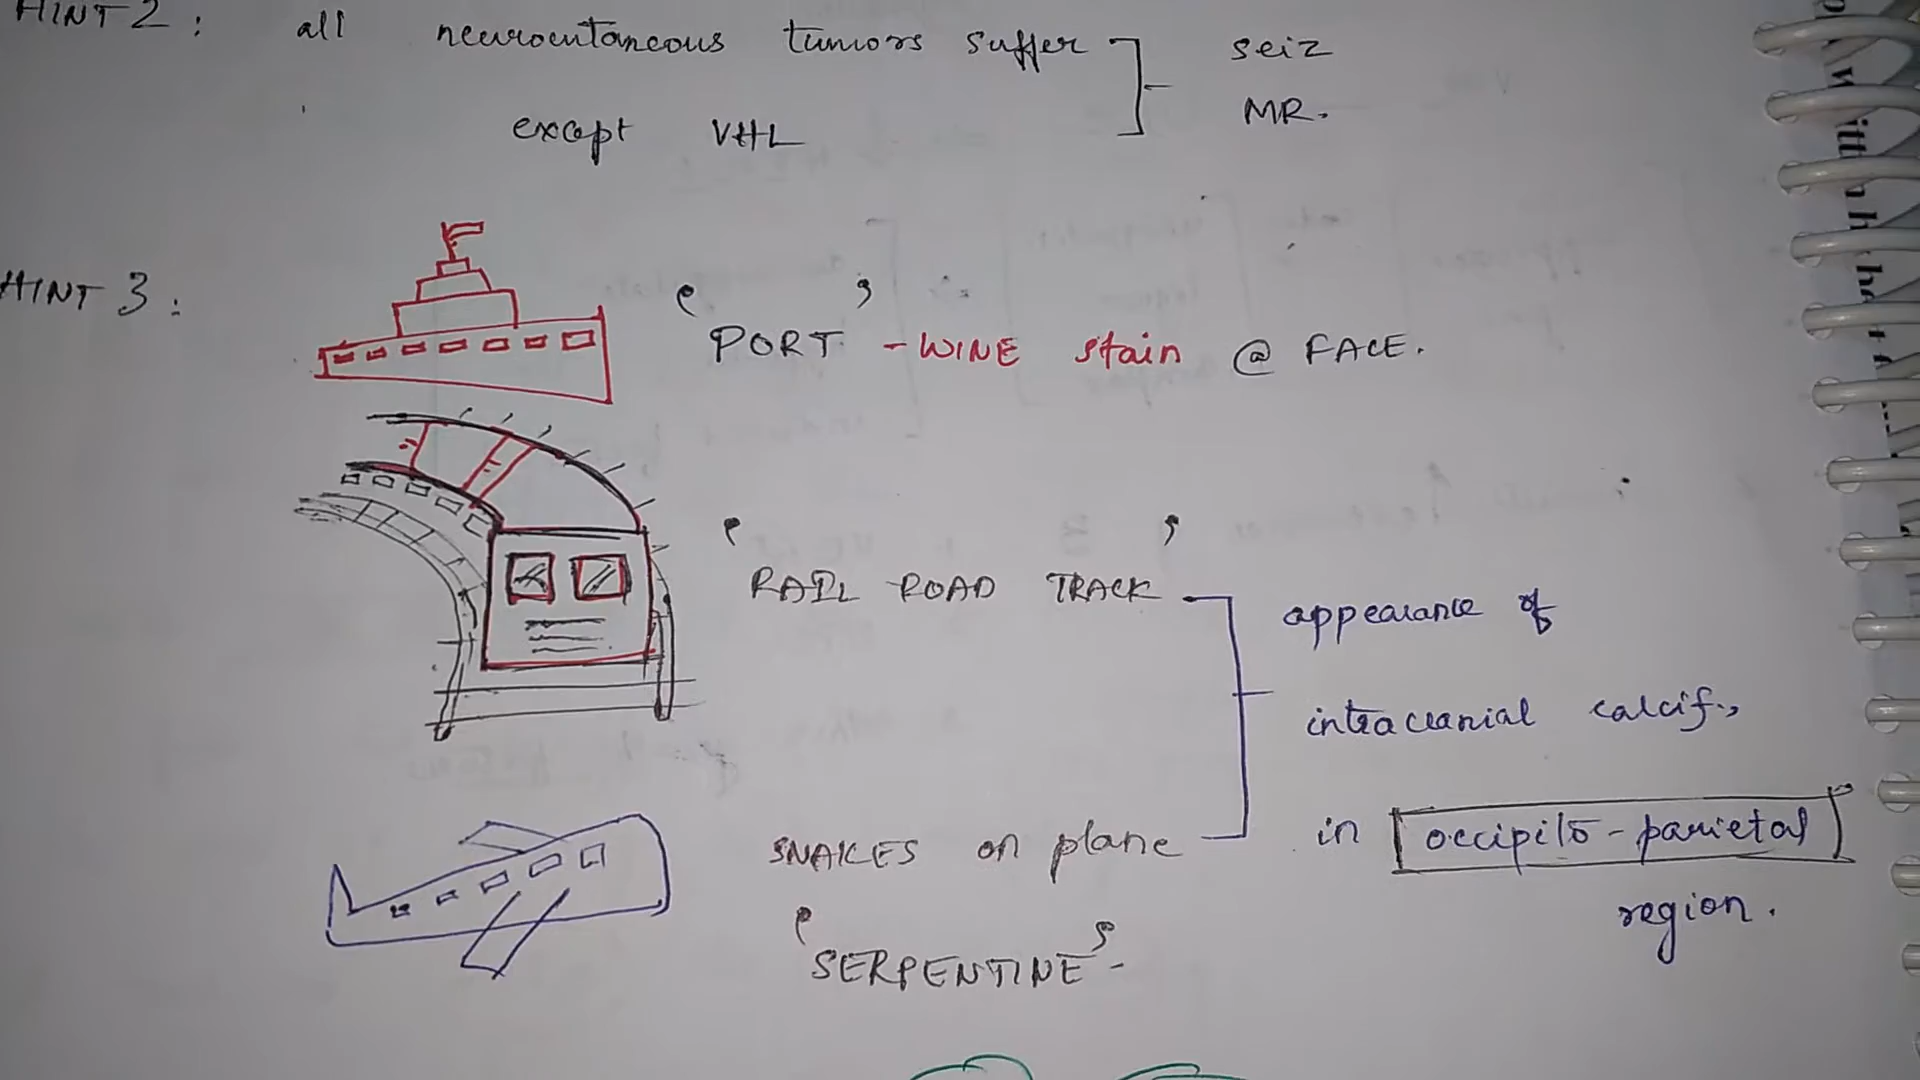 HINT 2 : all neurocutaneous tumors suffer
seiz
except VHL
MR.
HINT 3 :
'PORT' - WINE stain @ FACE.
'RAIL ROAD TRACK'
appearance of
intracranial calcif.,
SNAKES on plane
in occipito - parietal
region.
'SERPENTINE' -